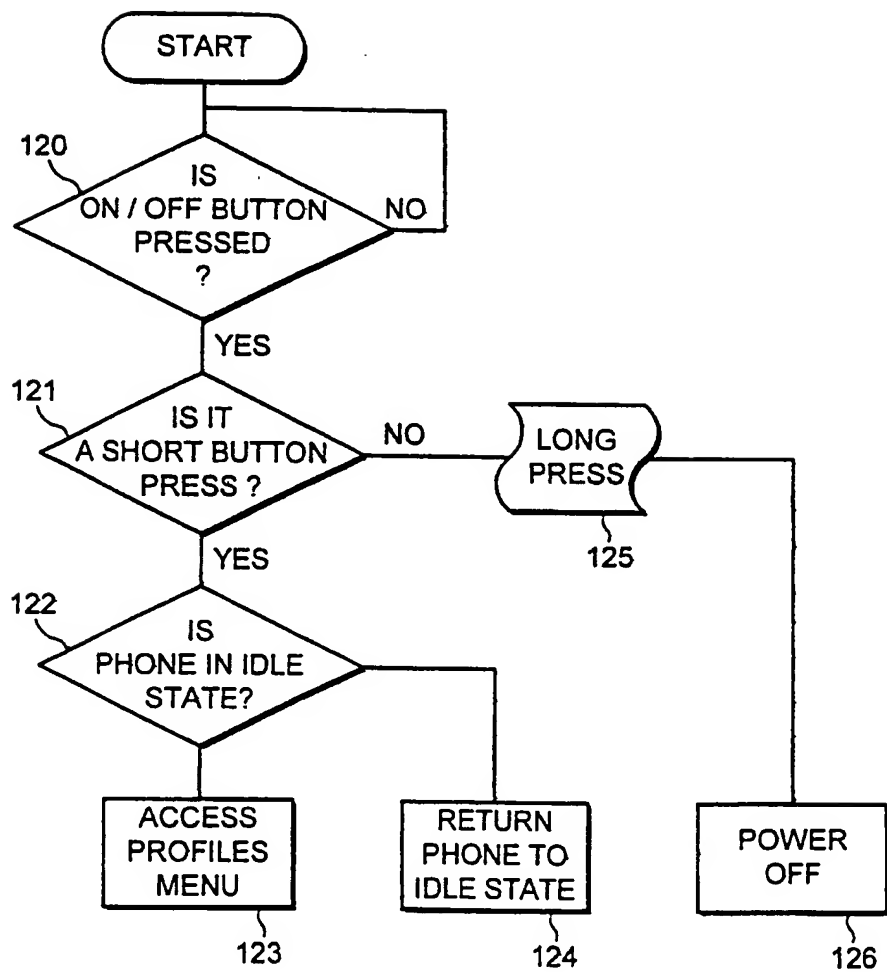 START
120
IS
ON / OFF BUTTON
PRESSED
?
NO
YES
121
IS IT
A SHORT BUTTON
PRESS ?
NO
LONG
PRESS
125
YES
122
IS
PHONE IN IDLE
STATE?
ACCESS
PROFILES
MENU
123
RETURN
PHONE TO
IDLE STATE
124
POWER
OFF
126